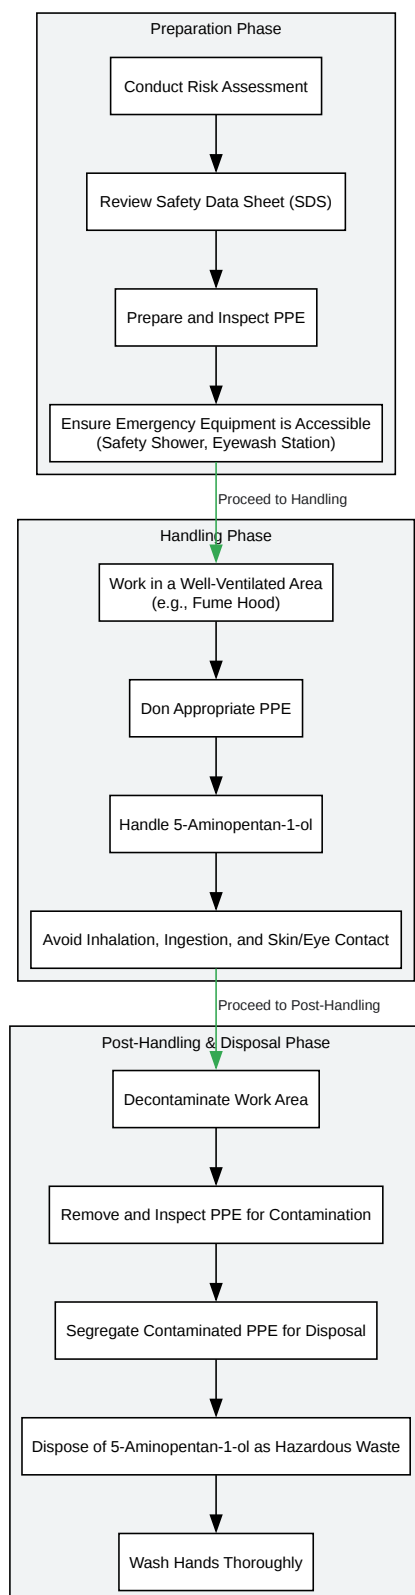 Preparation Phase
Conduct Risk Assessment
Review Safety Data Sheet (SDS)
Prepare and Inspect PPE
Ensure Emergency Equipment is Accessible
(Safety Shower, Eyewash Station)
Proceed to Handling
Handling Phase
Work in a Well-Ventilated Area
(e.g., Fume Hood)
Don Appropriate PPE
Handle 5-Aminopentan-1-ol
Avoid Inhalation, Ingestion, and Skin/Eye Contact
Proceed to Post-Handling
Post-Handling & Disposal Phase
Decontaminate Work Area
Remove and Inspect PPE for Contamination
Segregate Contaminated PPE for Disposal
Dispose of 5-Aminopentan-1-ol as Hazardous Waste
Wash Hands Thoroughly